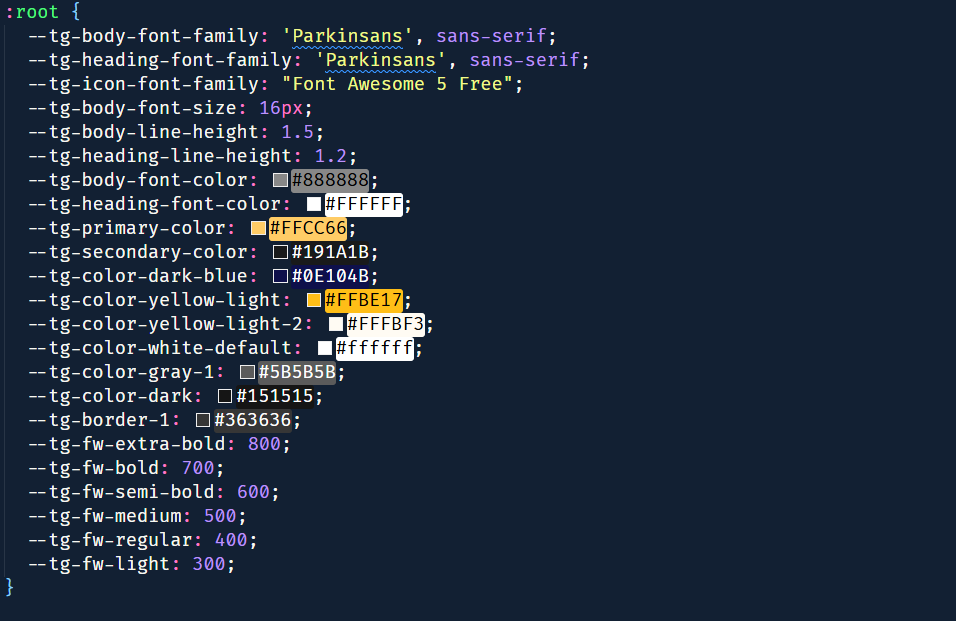 :root {
--tg-body-font-family: 'Parkinsans', sans-serif;
--tg-heading-font-family: 'Parkinsans', sans-serif;
--tg-icon-font-family: "Font Awesome 5 Free";
--tg-body-font-size: 16px;
--tg-body-line-height: 1.5;
--tg-heading-line-height: 1.2;
--tg-body-font-color: #888888;
--tg-heading-font-color: #FFFFFF;
--tg-primary-color: #FFCC66;
--tg-secondary-color: #191A1B;
--tg-color-dark-blue: #0E104B;
--tg-color-yellow-light: #FFBE17;
--tg-color-yellow-light-2: #FFFBF3;
--tg-color-white-default: #ffffff;
--tg-color-gray-1: #5B5B5B;
--tg-color-dark: #151515;
--tg-border-1: #363636;
--tg-fw-extra-bold: 800;
--tg-fw-bold: 700;
--tg-fw-semi-bold: 600;
--tg-fw-medium: 500;
--tg-fw-regular: 400;
--tg-fw-light: 300;
}